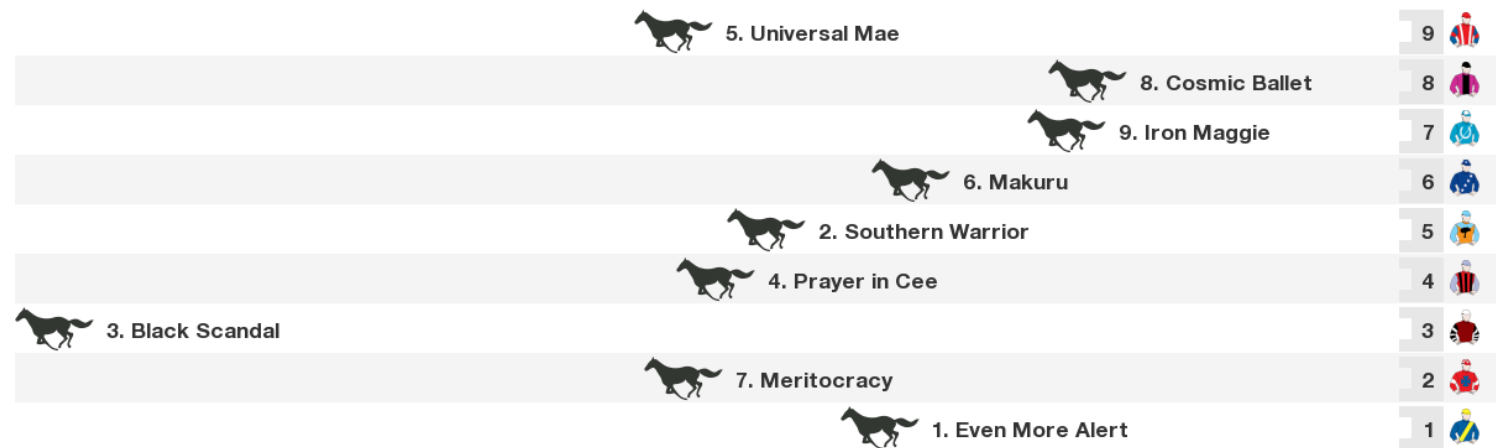 5. Universal Mae 9
8. Cosmic Ballet 8
9. Iron Maggie 7
6. Makuru 6
2. Southern Warrior 5
4. Prayer in Cee 4
3. Black Scandal 3
7. Meritocracy 2
1. Even More Alert 1